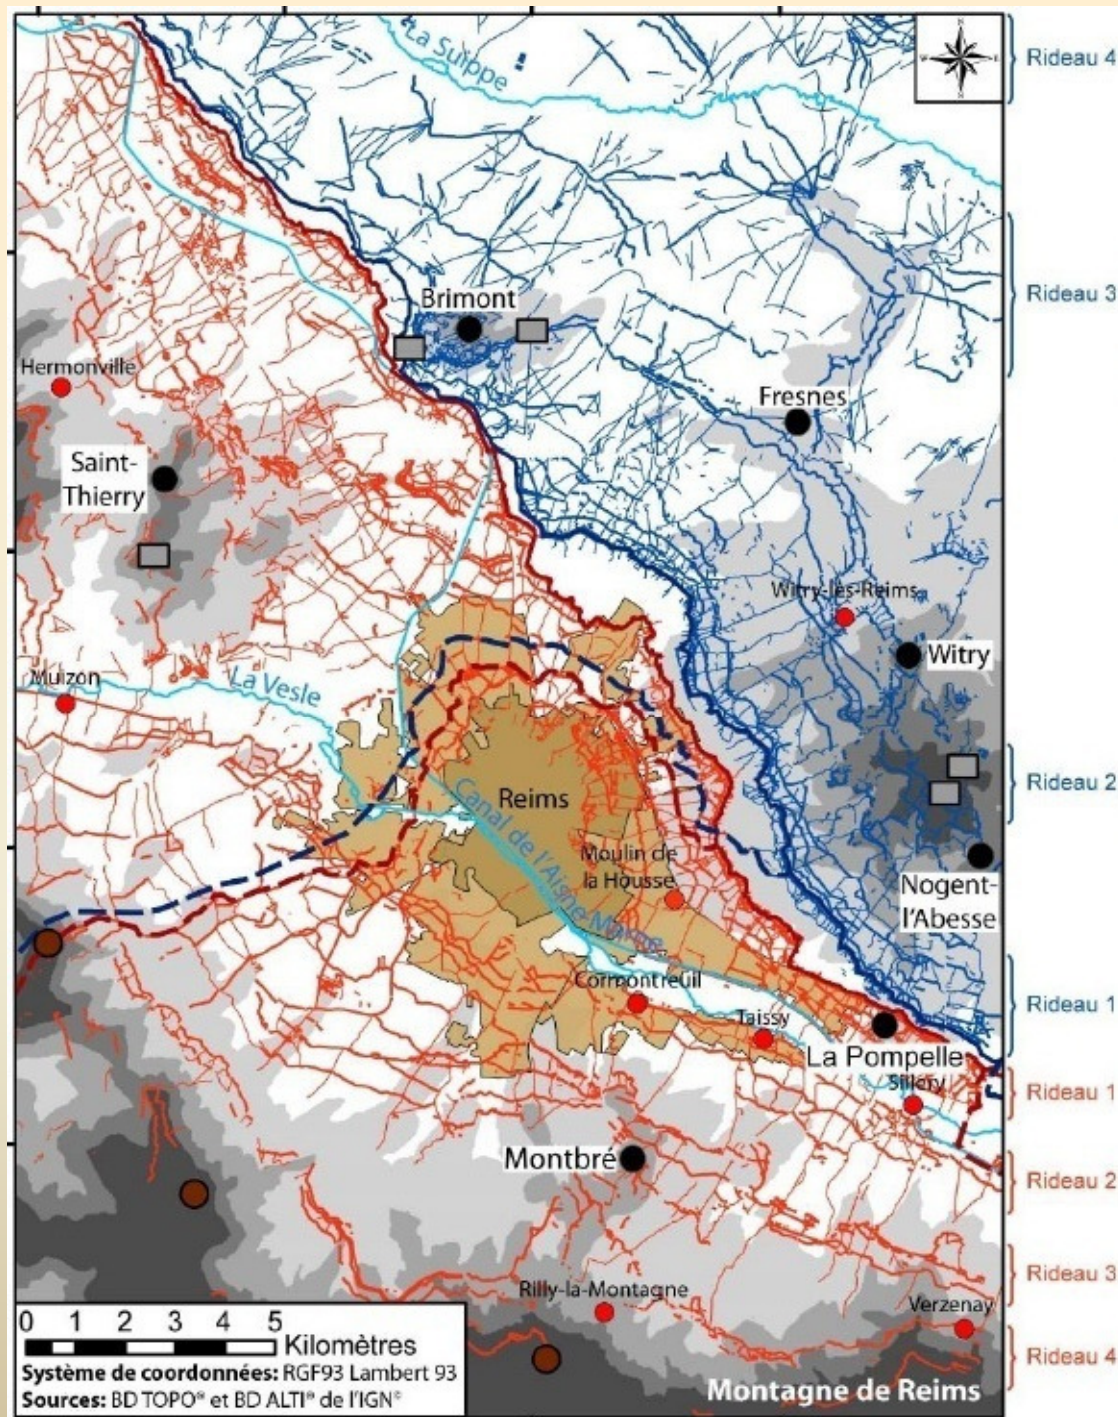 La Suippe
Rideau 4
Rideau 3
Brimont
Hermonville
Fresnes
Saint-
Thierry
Witry-lès-Reims
Witry
Muizon
La Vesle
Rideau 2
Reims
Canal de l'Aisne Marne
Moulin de
la Housse
Nogent-
l'Abesse
Cormontreuil
Rideau 1
Taissy
La Pompelle
Sillery
Rideau 1
Montbré
Rideau 2
Rideau 3
Rilly-la-Montagne
Verzenay
Rideau 4
0 1 2 3 4 5
Kilomètres
Système de coordonnées: RGF93 Lambert 93
Sources: BD TOPO® et BD ALTI® de l'IGN©
Montagne de Reims